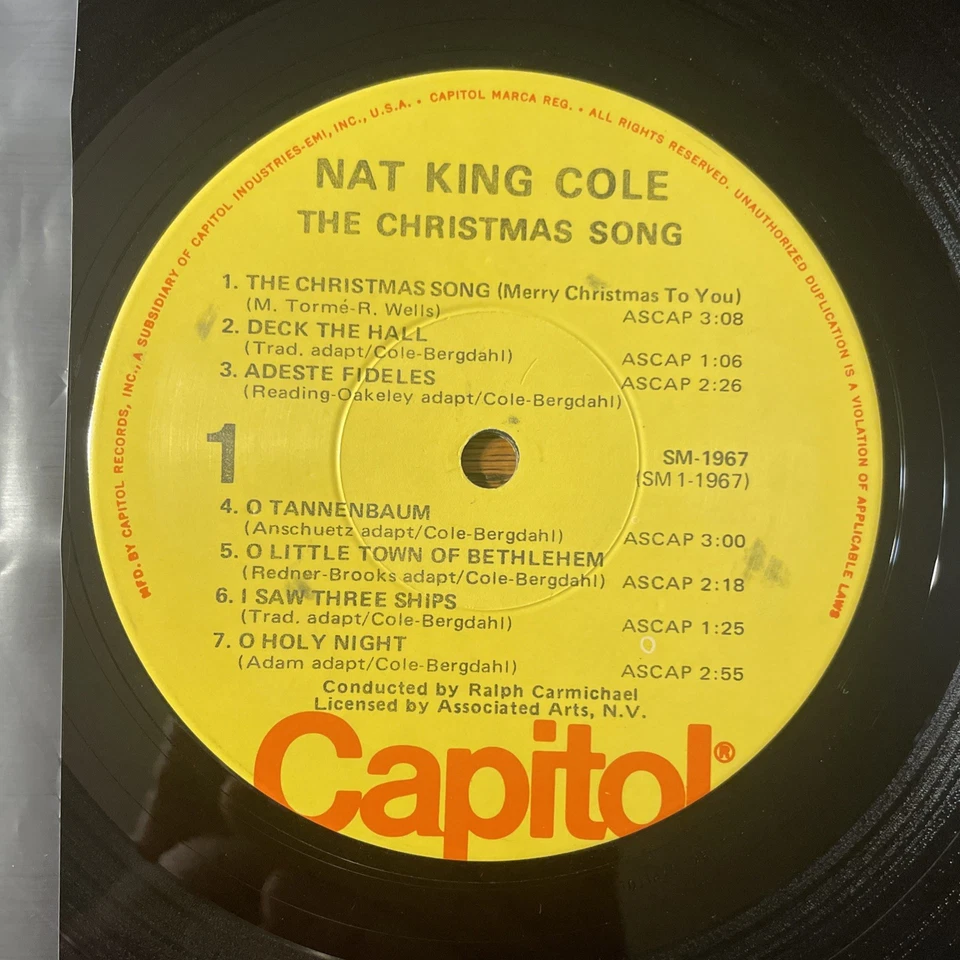 MFD. BY CAPITOL RECORDS, INC., A SUBSIDIARY OF CAPITOL INDUSTRIES-EMI, INC., U.S.A. • CAPITOL MARCA REG. • ALL RIGHTS RESERVED. UNAUTHORIZED DUPLICATION IS A VIOLATION OF APPLICABLE LAWS
NAT KING COLE
THE CHRISTMAS SONG
1. THE CHRISTMAS SONG (Merry Christmas To You)
(M. Tormé-R. Wells) ASCAP 3:08
2. DECK THE HALL
(Trad. adapt/Cole-Bergdahl) ASCAP 1:06
3. ADESTE FIDELES ASCAP 2:26
(Reading-Oakeley adapt/Cole-Bergdahl)
1
SM-1967
(SM 1-1967)
4. O TANNENBAUM
(Anschuetz adapt/Cole-Bergdahl) ASCAP 3:00
5. O LITTLE TOWN OF BETHLEHEM
(Redner-Brooks adapt/Cole-Bergdahl) ASCAP 2:18
6. I SAW THREE SHIPS
(Trad. adapt/Cole-Bergdahl) ASCAP 1:25
7. O HOLY NIGHT
(Adam adapt/Cole-Bergdahl) ASCAP 2:55
Conducted by Ralph Carmichael
Licensed by Associated Arts, N.V.
Capitol®